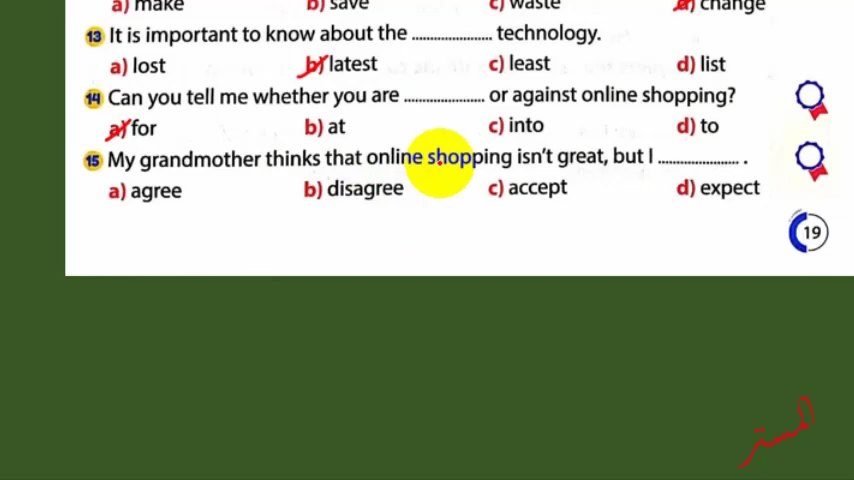 a) make b) save c) waste d) change
13 It is important to know about the ..................... technology.
a) lost b) latest c) least d) list
14 Can you tell me whether you are ..................... or against online shopping?
a) for b) at c) into d) to
15 My grandmother thinks that online shopping isn't great, but I ..................... .
a) agree b) disagree c) accept d) expect
19
المستر